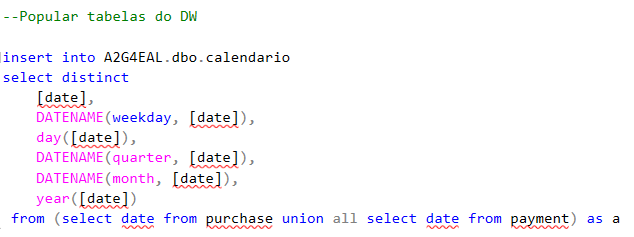 --Popular tabelas do DW
insert into A2G4EAL.dbo.calendario
select distinct
[date],
DATENAME(weekday, [date]),
day([date]),
DATENAME(quarter, [date]),
DATENAME(month, [date]),
year([date])
from (select date from purchase union all select date from payment) as a